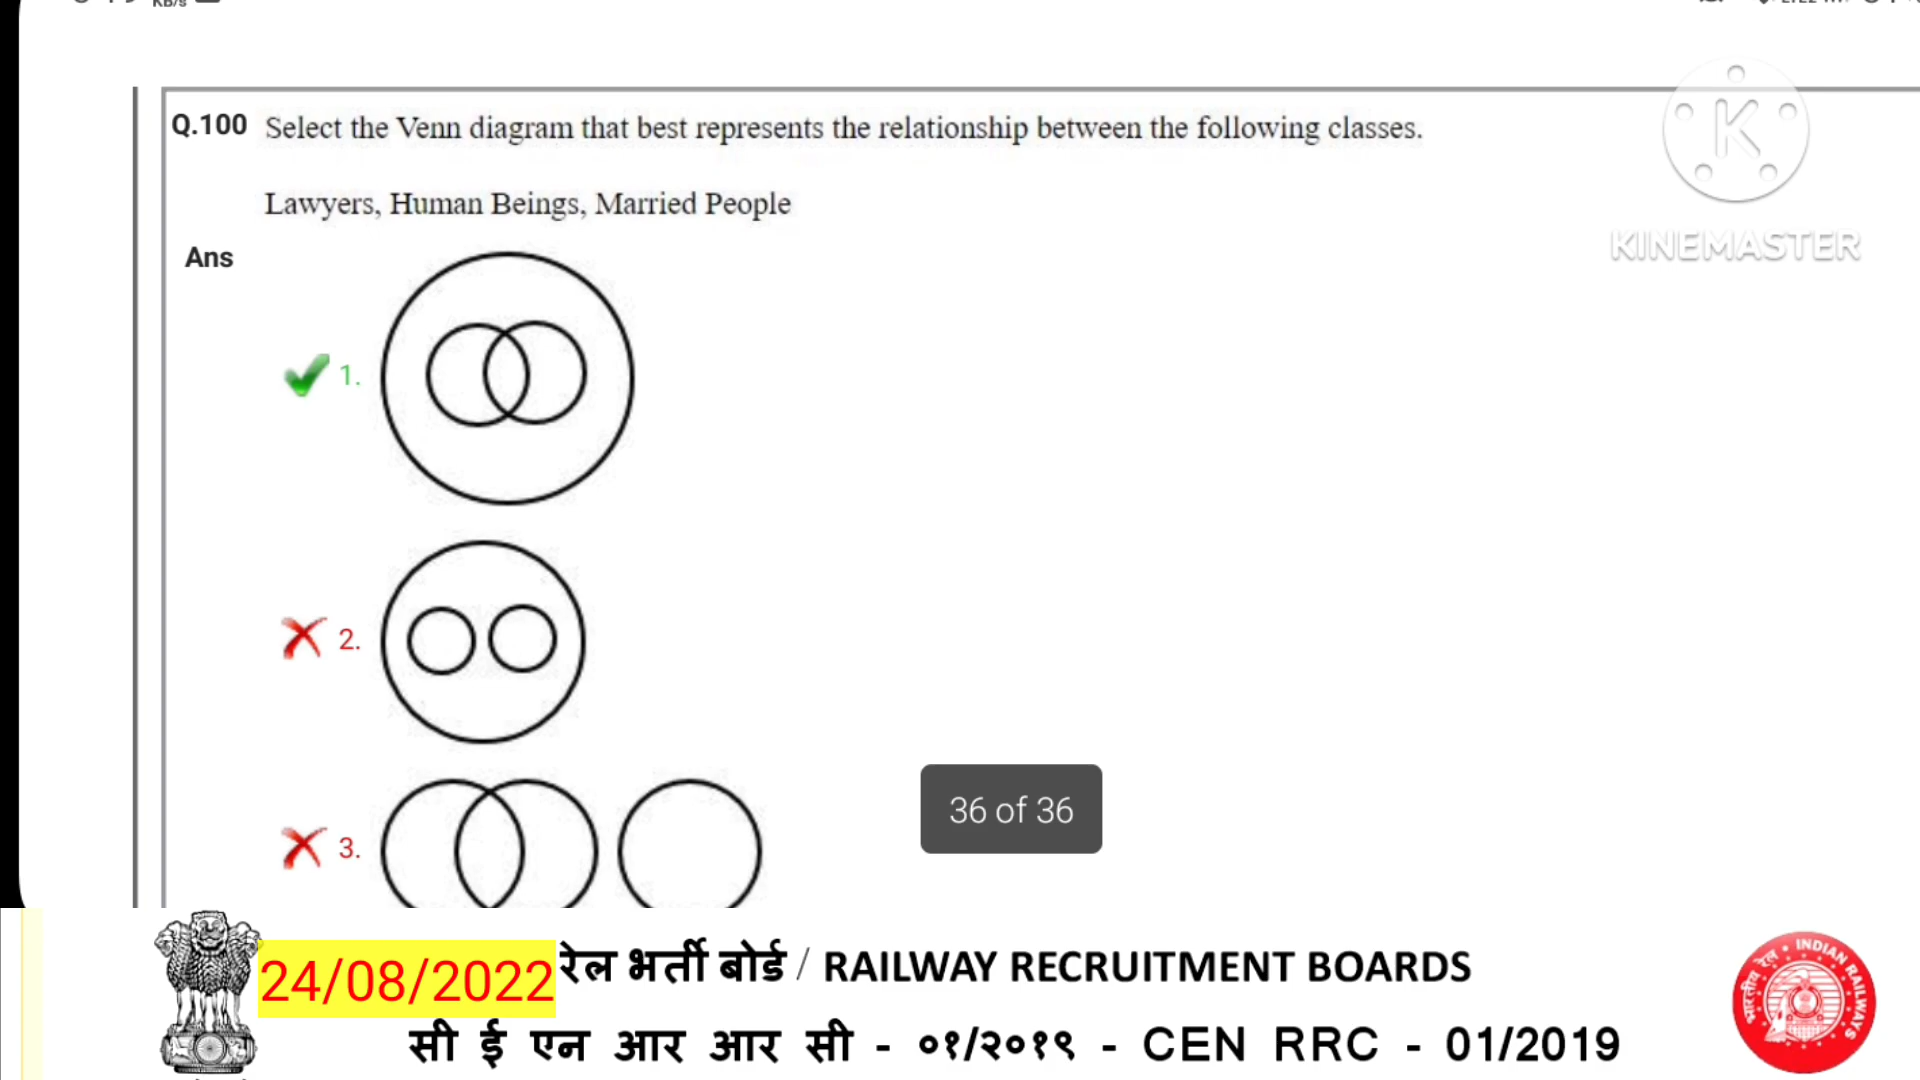 KB/s
Q.100 Select the Venn diagram that best represents the relationship between the following classes.
Lawyers, Human Beings, Married People
Ans
1.
2.
3.
K
KINEMASTER
36 of 36
24/08/2022
रेल भर्ती बोर्ड / RAILWAY RECRUITMENT BOARDS
सी ई एन आर आर सी - ०१/२०१९ - CEN RRC - 01/2019
भारतीय रेल • INDIAN RAILWAYS